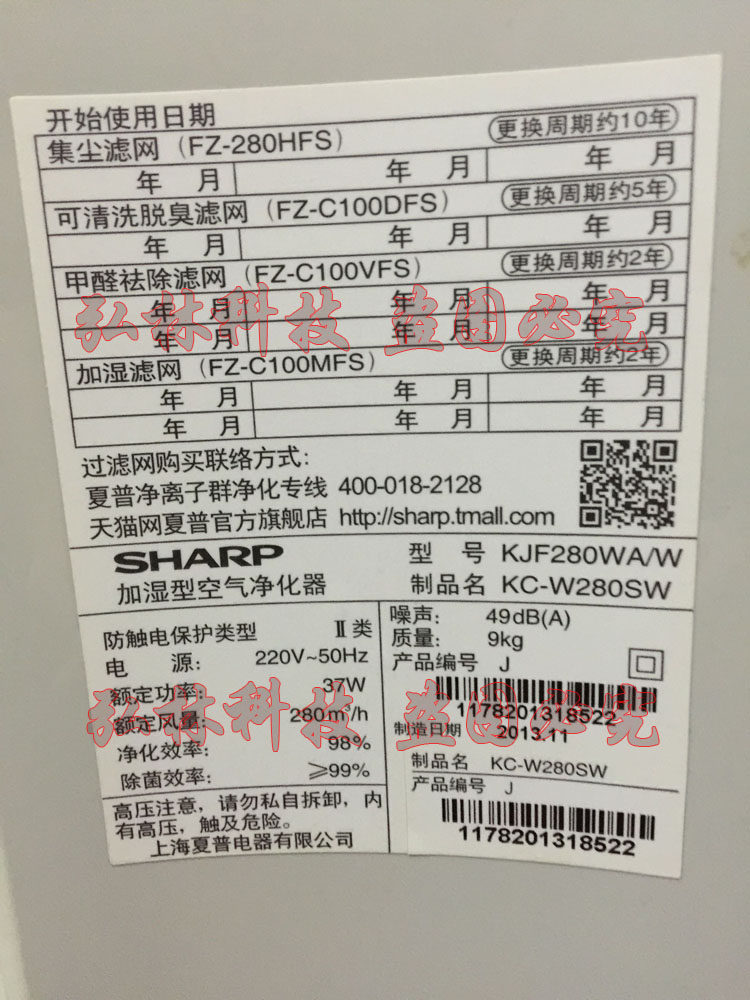 开始使用日期
集尘滤网（FZ-280HFS） 更换周期约10年
年 月 年 月 年 月
可清洗脱臭滤网（FZ-C100DFS） 更换周期约5年
年 月 年 月 年 月
甲醛祛除滤网（FZ-C100VFS） 更换周期约2年
年 月 年 月 年 月
年 月 年 月 年 月
弘林科技 盗图必究
加湿滤网（FZ-C100MFS） 更换周期约2年
年 月 年 月 年 月
年 月 年 月 年 月
过滤网购买联络方式：
夏普净离子群净化专线 400-018-2128
天猫网夏普官方旗舰店 http://sharp.tmall.com
SHARP 型 号 KJF280WA/W
加湿型空气净化器 制品名 KC-W280SW
防触电保护类型 Ⅱ类
电 源： 220V~50Hz
额定功率： 37W
额定风量： 280m³/h
净化效率： 98%
除菌效率： ≥99%
高压注意，请勿私自拆卸，内
有高压，触及危险。
上海夏普电器有限公司
噪声： 49dB(A)
质量： 9kg
产品编号 J
1178201318522
制造日期 2013.11
弘林科技 盗图必究
制品名 KC-W280SW
产品编号 J
1178201318522